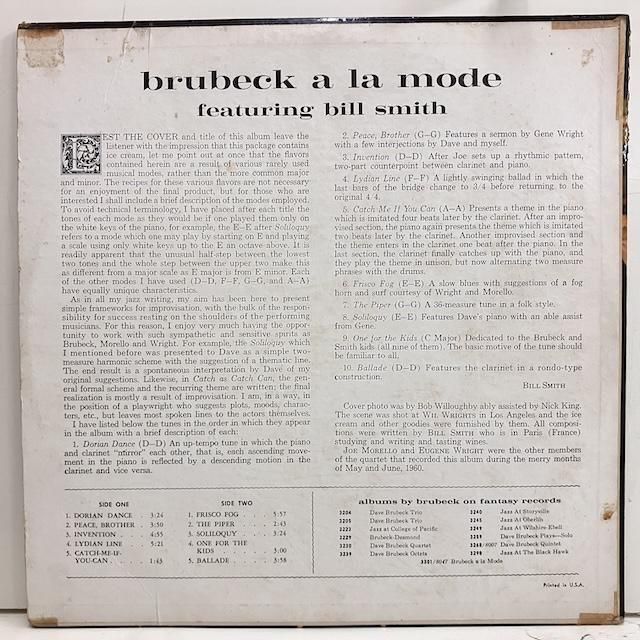 brubeck a la mode
featuring bill smith
LEST THE COVER and title of this album leave the
listener with the impression that this package contains
ice cream, let me point out at once that the flavors
contained herein are a result of various rarely used
musical modes, rather than the more common major
and minor. The recipes for these various flavors are not necessary
for an enjoyment of the final product, but for those who are
interested I shall include a brief description of the modes employed.
To avoid technical terminology, I have placed after each title the
tones of each mode as they would be if one played them only on
the white keys of the piano, for example, the E–E after Soliloquy
refers to a mode which one may play by starting on E and playing
a scale using only white keys up to the E an octave above. It is
readily apparent that the unusual half-step between the lowest
two tones and the whole step between the upper two make this
as different from a major scale as E major is from E minor. Each
of the other modes I have used (D–D, F–F, G–G, and A–A)
have equally unique characteristics.
As in all my jazz writing, my aim has been here to present
simple frameworks for improvisation, with the bulk of the respon-
sibility for success resting on the shoulders of the performing
musicians. For this reason, I enjoy very much having the oppor-
tunity to work with such sympathetic and sensitive spirits as
Brubeck, Morello and Wright. For example, the Soliloquy which
I mentioned before was presented to Dave as a simple two-
measure harmonic scheme with the suggestion of a thematic line.
The end result is a spontaneous interpretation by Dave of my
original suggestions. Likewise, in Catch as Catch Can, the gen-
eral formal scheme and the recurring theme are written; the final
realization is mostly a result of improvisation. I am, in a way,
in the position of a playwright who suggests plots, moods, charac-
ters, etc., but leaves most spoken lines to the actors themselves.
I have listed below the tunes in the order in which they appear
in the album with a brief description of each:
1. Dorian Dance (D–D) An up-tempo tune in which the piano
and clarinet "mirror" each other, that is, each ascending move-
ment in the piano is reflected by a descending motion in the
clarinet and vice versa.
2. Peace, Brother (G–G) Features a sermon by Gene Wright
with a few interjections by Dave and myself.
3. Invention (D–D) After Joe sets up a rhythmic pattern,
two-part counterpoint between clarinet and piano.
4. Lydian Line (F–F) A lightly swinging ballad in which the
last bars of the bridge change to 3/4 before returning to the
original 4/4.
5. Catch Me If You Can (A–A) Presents a theme in the piano
which is imitated four beats later by the clarinet. After an impro-
vised section, the piano again presents the theme which is imitated
two beats later by the clarinet. Another improvised section and
the theme enters in the clarinet one beat after the piano. In the
last section, the clarinet finally catches up with the piano, and
they play the theme in unison, but now alternating two measure
phrases with the drums.
6. Frisco Fog (E–E) A slow blues with suggestions of a fog
horn and surf courtesy of Wright and Morello.
7. The Piper (G–G) A 36-measure tune in a folk style.
8. Soliloquy (E–E) Features Dave's piano with an able assist
from Gene.
9. One for the Kids (C Major) Dedicated to the Brubeck and
Smith kids (all nine of them). The basic motive of the tune should
be familiar to all.
10. Ballade (D–D) Features the clarinet in a rondo-type
construction.
BILL SMITH
Cover photo was by Bob Willoughby ably assisted by Nick King.
The scene was shot at WIL WRIGHTS in Los Angeles and the ice
cream and other goodies were furnished by them. All composi-
tions were written by BILL SMITH who is in Paris (France)
studying and writing and tasting wines.
JOE MORELLO and EUGENE WRIGHT were the other members
of the quartet that recorded this album during the merry months
of May and June, 1960.
SIDE ONE
1. DORIAN DANCE . . 3:24
2. PEACE, BROTHER . 3:50
3. INVENTION . . . 4:55
4. LYDIAN LINE . . 5:21
5. CATCH-ME-IF-
YOU-CAN . . . . 1:43
SIDE TWO
1. FRISCO FOG . . . 5:57
2. THE PIPER . . . 2:43
3. SOLILOQUY . . . 3:24
4. ONE FOR THE
KIDS . . . . . 3:00
5. BALLADE . . . . 3:58
albums by brubeck on fantasy records
3204 Dave Brubeck Trio
3205 Dave Brubeck Trio
3223 Jazz at College of Pacific
3229 Brubeck-Desmond
3230 Dave Brubeck Quartet
3239 Dave Brubeck Octets
3240 Jazz At Storyville
3245 Jazz At Oberlin
3249 Jazz At Wilshire-Ebell
3259 Dave Brubeck Plays—Solo
3268/8007 Dave Brubeck Quintet
3298 Jazz At The Black Hawk
3301/8047 Brubeck a la Mode
Printed in U.S.A.